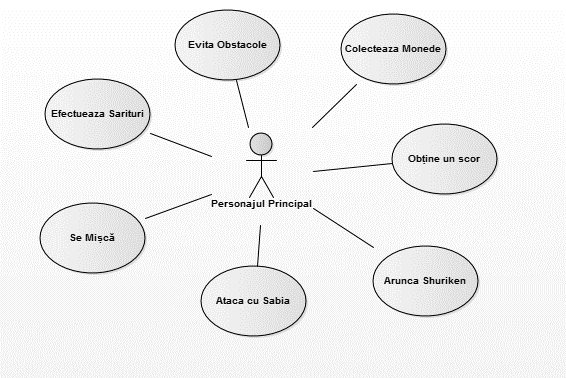 Evita Obstacole
Colecteaza Monede
Efectueaza Sarituri
Obține un scor
Personajul Principal
Se Mișcă
Arunca Shuriken
Ataca cu Sabia